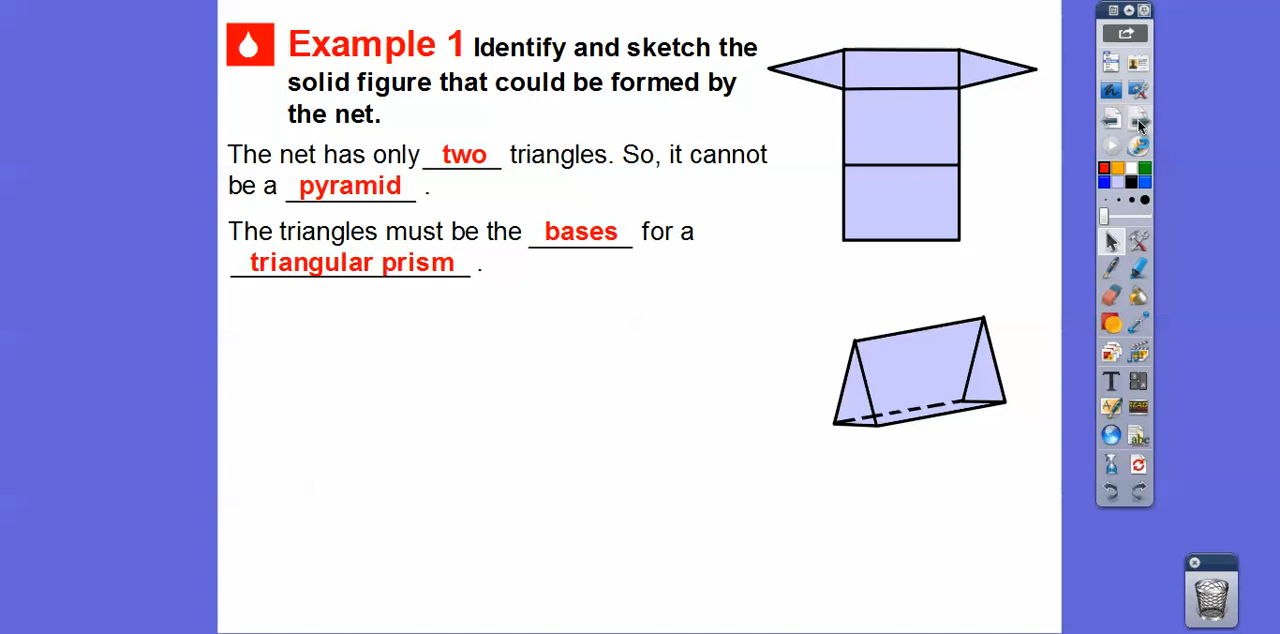 Example 1 Identify and sketch the
solid figure that could be formed by
the net.
The net has only two triangles. So, it cannot
be a pyramid .
The triangles must be the bases for a
triangular prism .